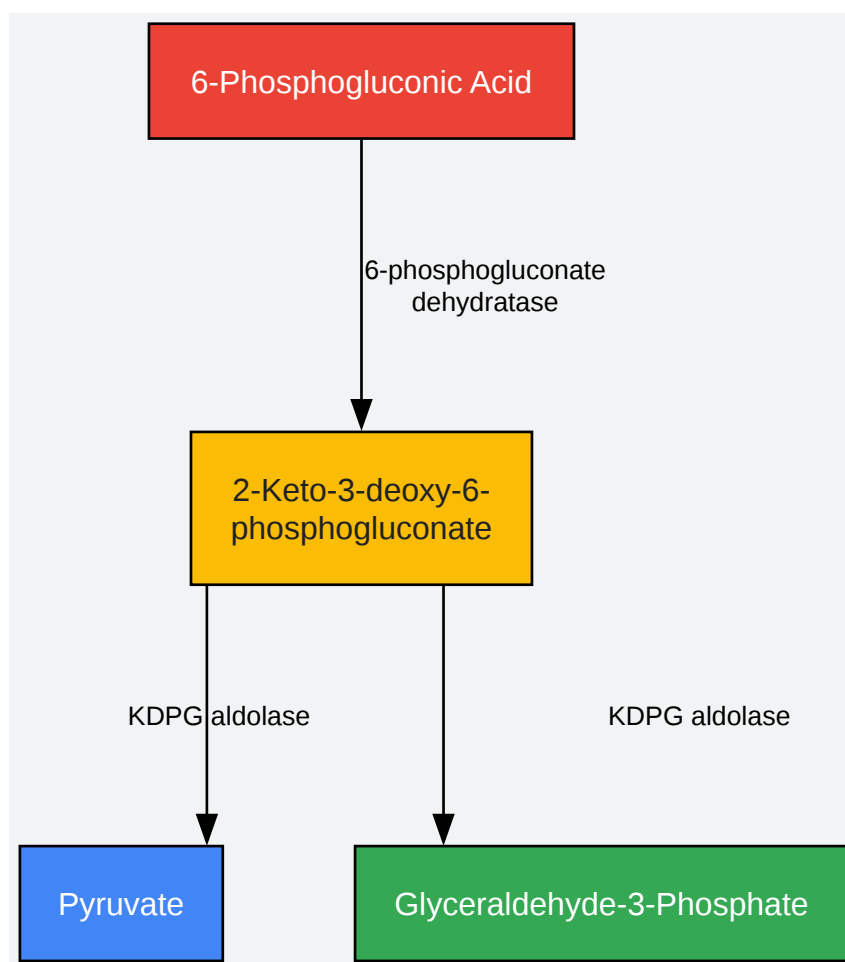 6-Phosphogluconic Acid
6-phosphogluconate
dehydratase
2-Keto-3-deoxy-6-
phosphogluconate
KDPG aldolase
KDPG aldolase
Pyruvate
Glyceraldehyde-3-Phosphate